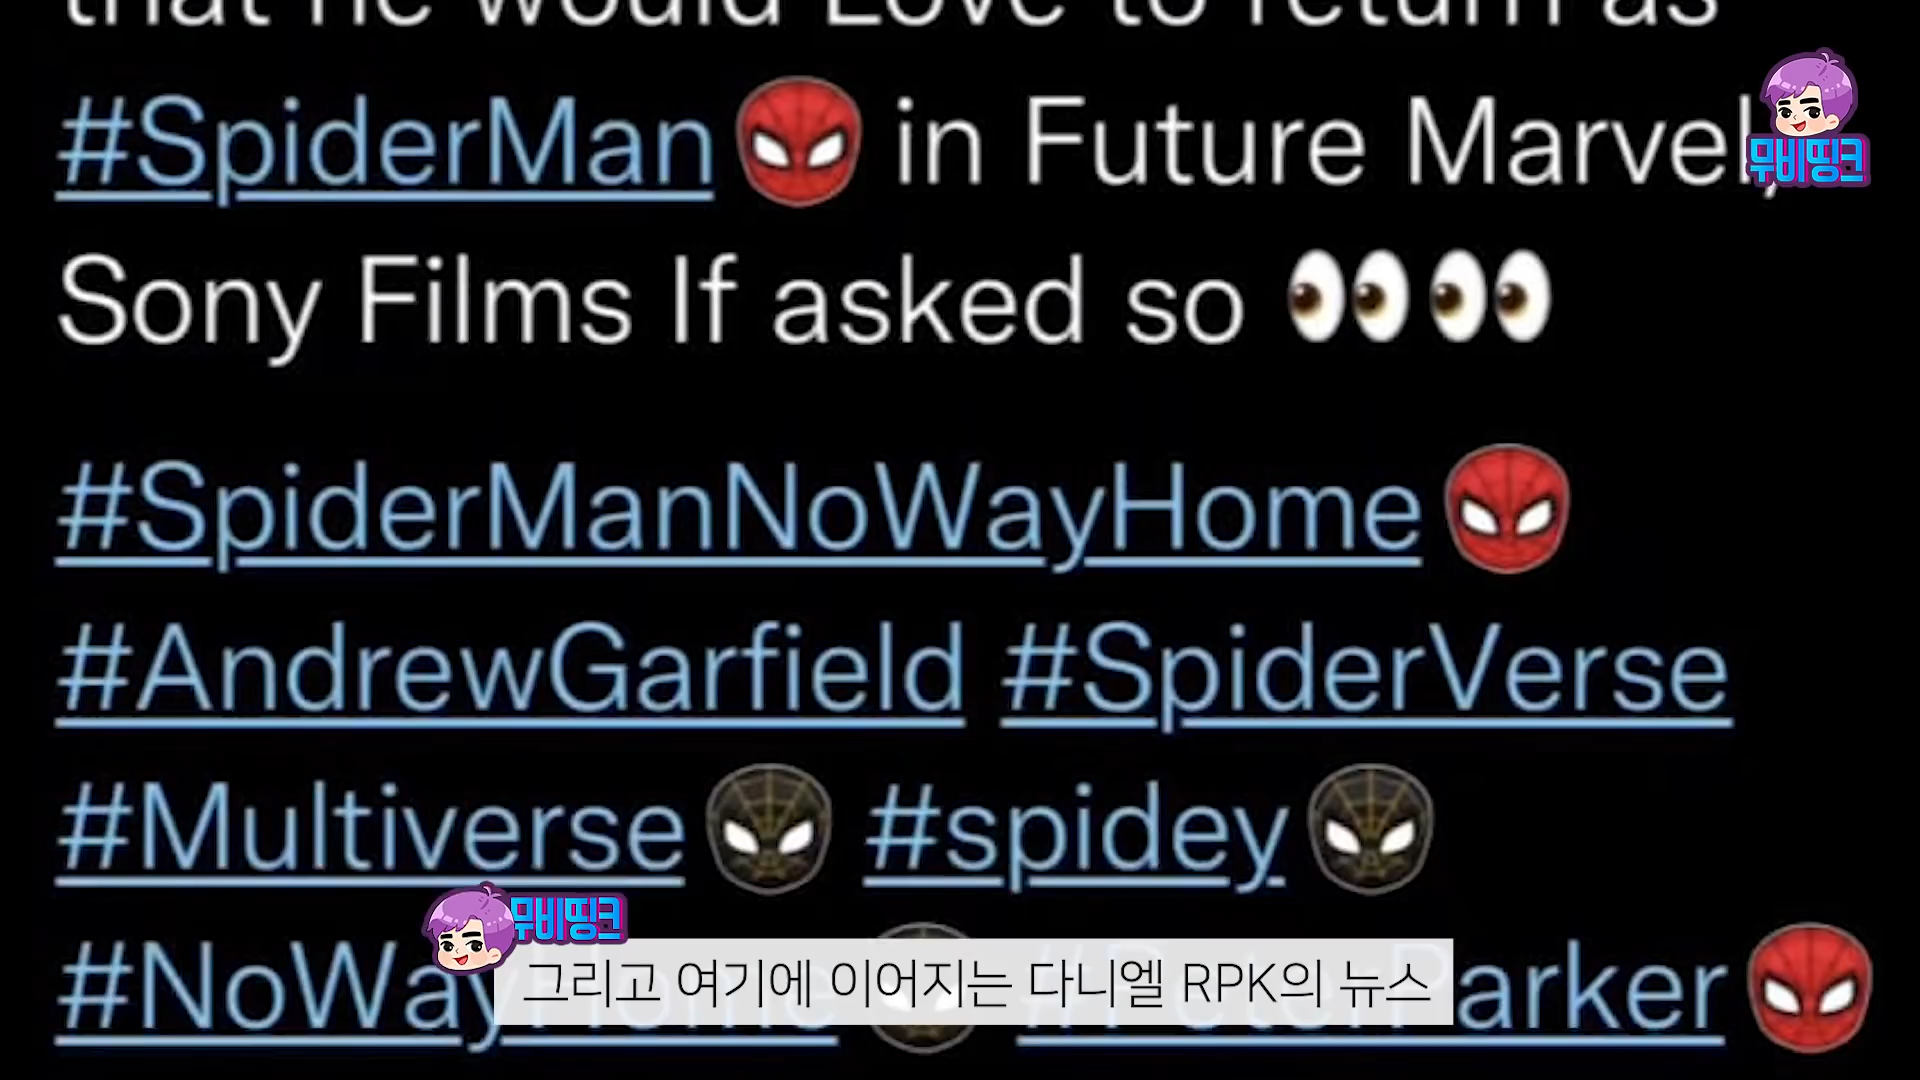 that he would Love to return as
#SpiderMan in Future Marvel,
무비띵크
Sony Films If asked so
#SpiderManNoWayHome
#AndrewGarfield #SpiderVerse
#Multiverse #spidey
무비띵크
#NoWayHome #PeterParker
그리고 여기에 이어지는 다니엘 RPK의 뉴스